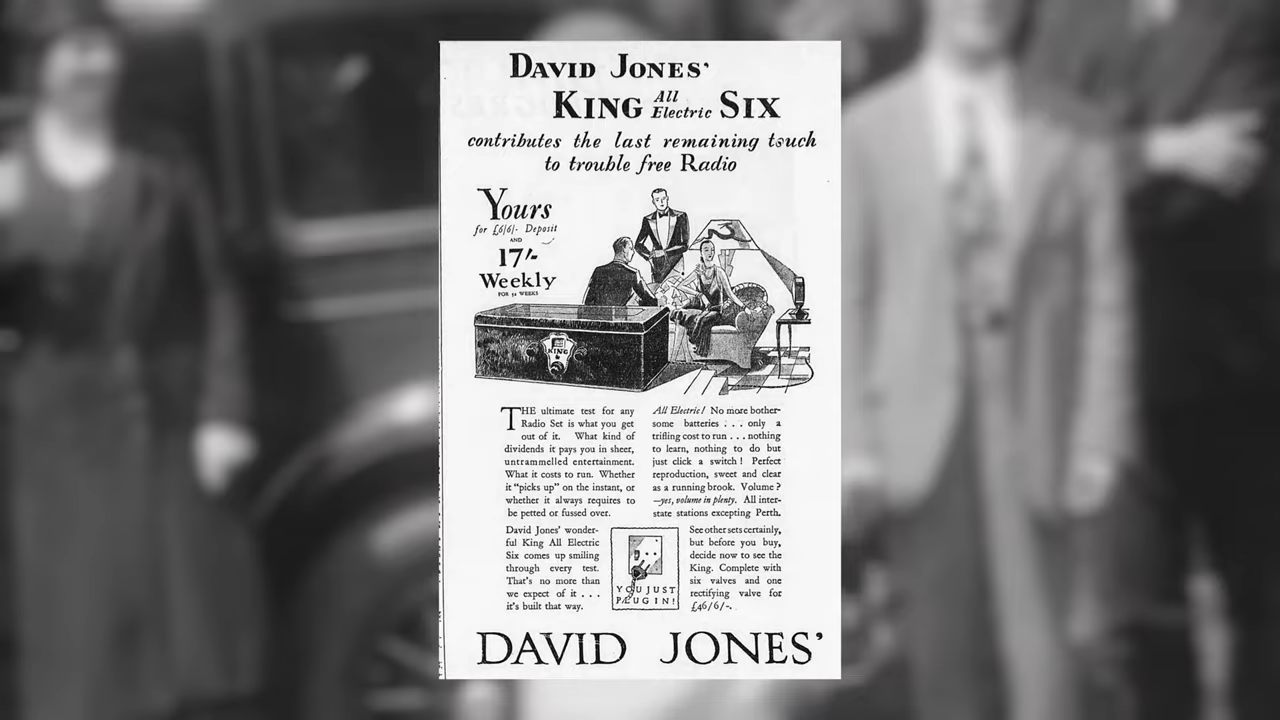 DAVID JONES'
KING All Electric SIX
contributes the last remaining touch
to trouble free Radio
Yours
for £6/6/- Deposit
AND
17/-
Weekly
FOR 52 WEEKS
KING
THE ultimate test for any
Radio Set is what you get
out of it. What kind of
dividends it pays you in sheer,
untrammelled entertainment.
What it costs to run. Whether
it "picks up" on the instant, or
whether it always requires to
be petted or fussed over.
All Electric! No more bother-
some batteries . . . only a
trifling cost to run . . . nothing
to learn, nothing to do but
just click a switch! Perfect
reproduction, sweet and clear
as a running brook. Volume?
—yes, volume in plenty. All inter-
state stations excepting Perth.
David Jones' wonder-
ful King All Electric
Six comes up smiling
through every test.
That's no more than
we expect of it . . .
it's built that way.
YOU JUST
PLUG IN!
See other sets certainly,
but before you buy,
decide now to see the
King. Complete with
six valves and one
rectifying valve for
£46/6/-.
DAVID JONES'